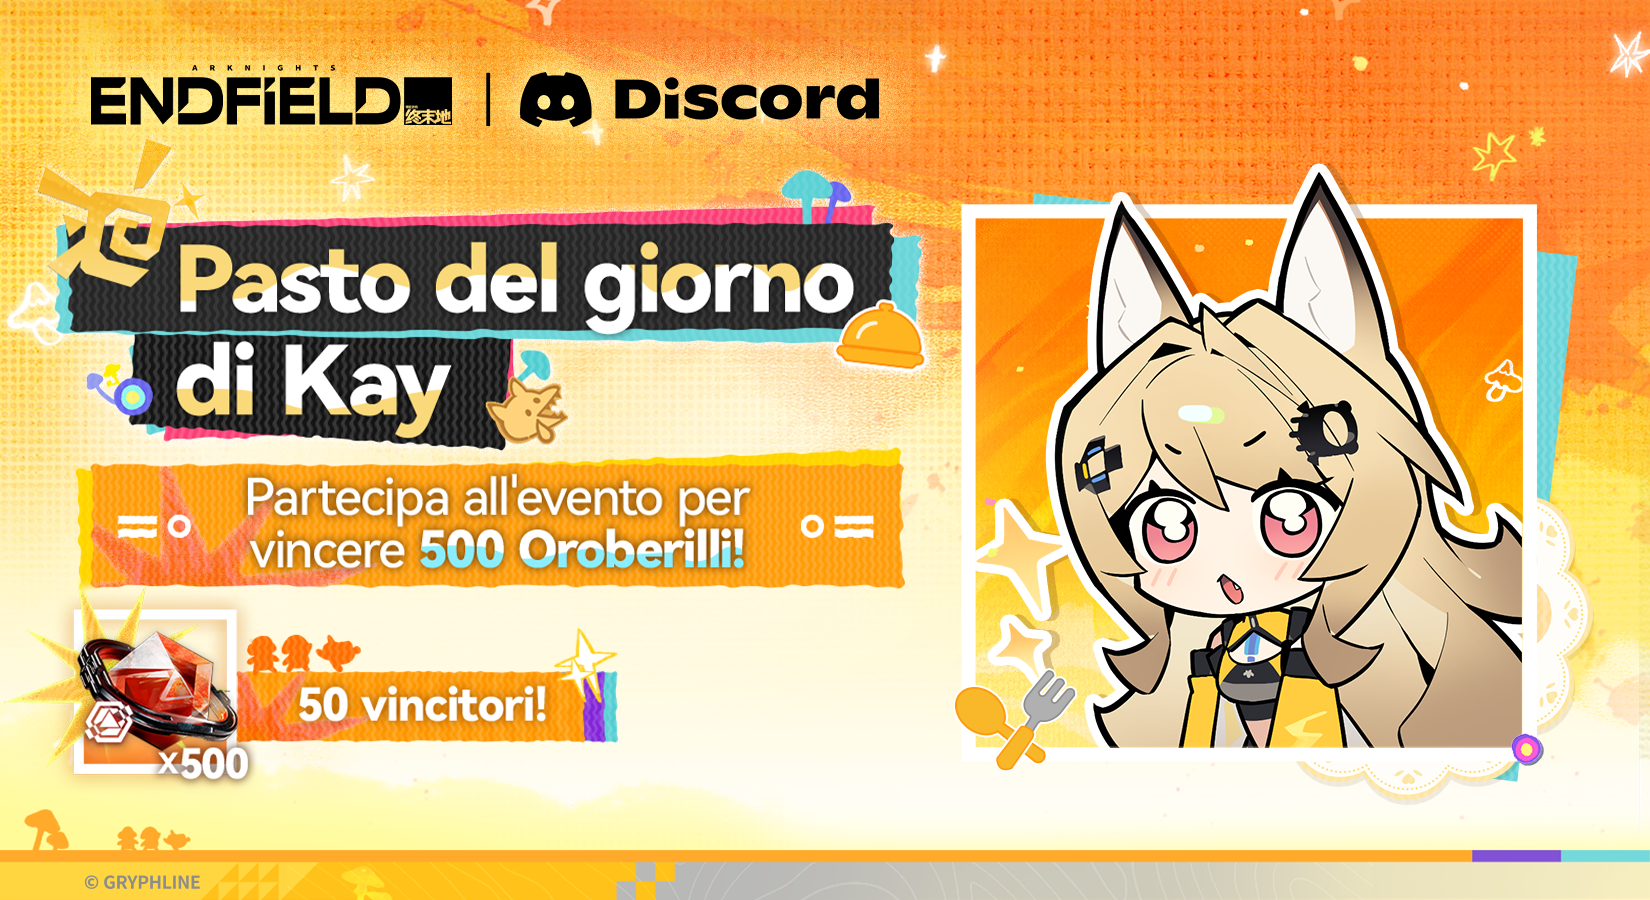 ARKNIGHTS
ENDFIELD
终末地
Discord
Pasto del giorno
di Kay
Partecipa all'evento per
vincere 500 Oroberilli!
50 vincitori!
x500
© GRYPHLINE